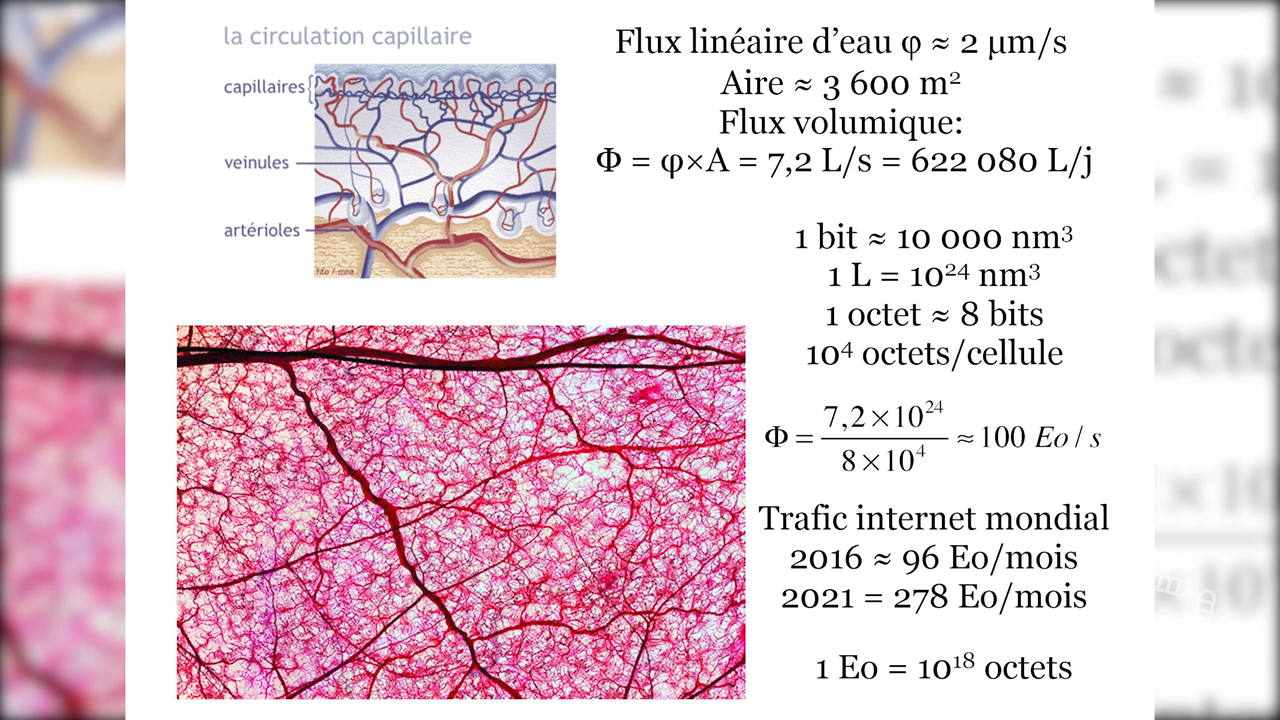 la circulation capillaire
capillaires
veinules
artérioles
hto / mna
Flux linéaire d’eau φ ≈ 2 µm/s
Aire ≈ 3 600 m²
Flux volumique:
Φ = φ×A = 7,2 L/s = 622 080 L/j
1 bit ≈ 10 000 nm³
1 L = 10²⁴ nm³
1 octet ≈ 8 bits
10⁴ octets/cellule
Φ = 7,2×10²⁴ / 8×10⁴ ≈ 100 Eo / s
Trafic internet mondial
2016 ≈ 96 Eo/mois
2021 = 278 Eo/mois
1 Eo = 10¹⁸ octets